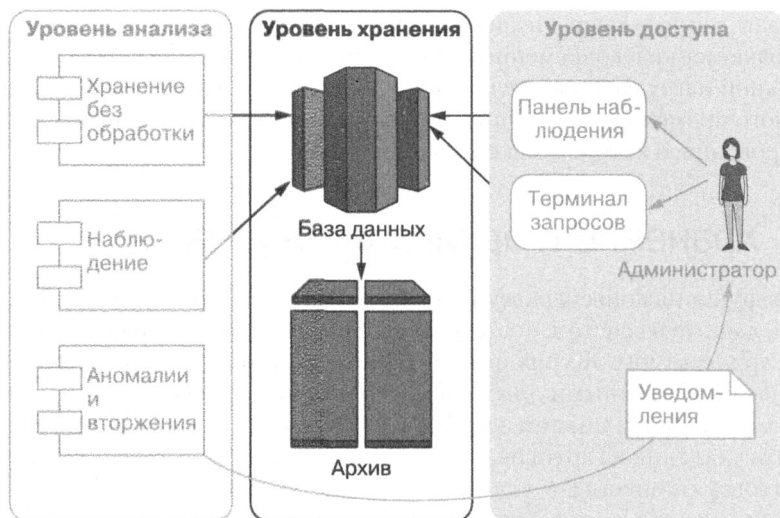 Уровень анализа
Хранение
без
обработки
Наблю-
дение
Аномалии
и
вторжения
Уровень хранения
База данных
Архив
Уровень доступа
Панель наб-
людения
Терминал
запросов
Администратор
Уведом-
ления